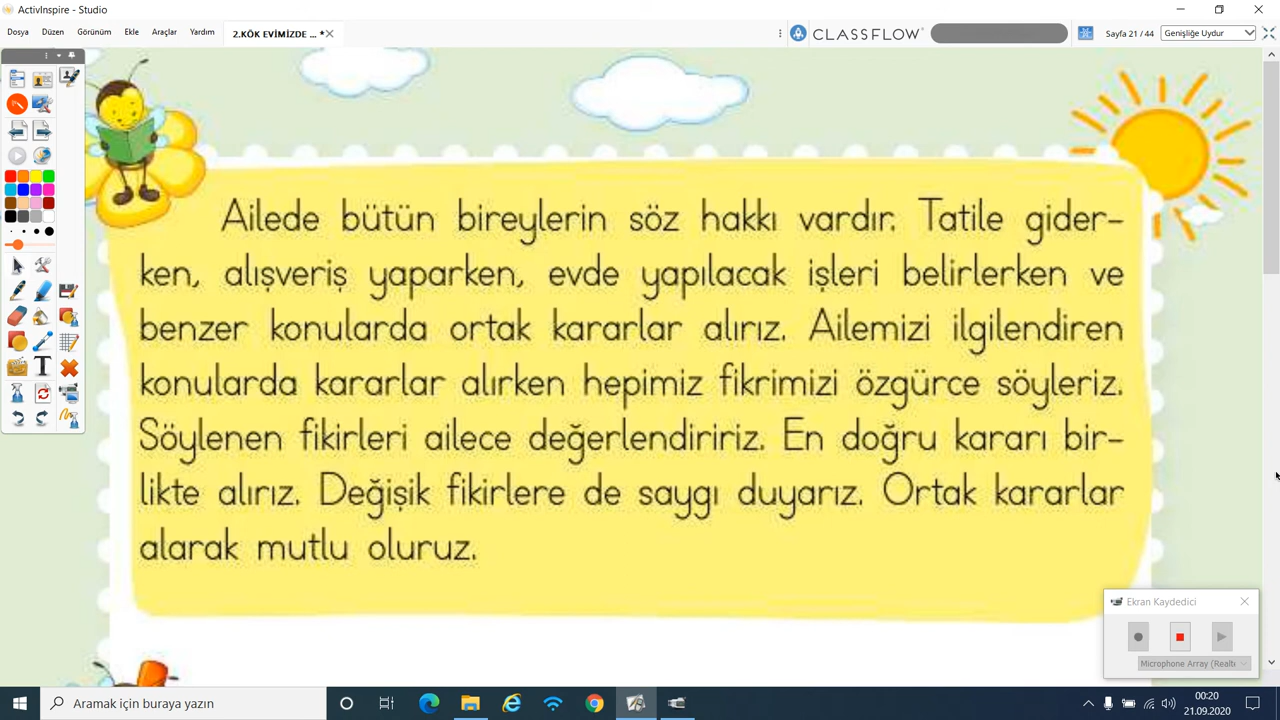 ActivInspire - Studio
Dosya Düzen Görünüm Ekle Araçlar Yardım 2.KÖK EVİMİZDE ... * CLASSFLOW Sayfa 21 / 44 Genişliğe Uydur
Ailede bütün bireylerin söz hakkı vardır. Tatile gider-
ken, alışveriş yaparken, evde yapılacak işleri belirlerken ve
benzer konularda ortak kararlar alırız. Ailemizi ilgilendiren
konularda kararlar alırken hepimiz fikrimizi özgürce söyleriz.
Söylenen fikirleri ailece değerlendiririz. En doğru kararı bir-
likte alırız. Değişik fikirlere de saygı duyarız. Ortak kararlar
alarak mutlu oluruz.
Ekran Kaydedici
Microphone Array (Realt
Aramak için buraya yazın
00:20
21.09.2020